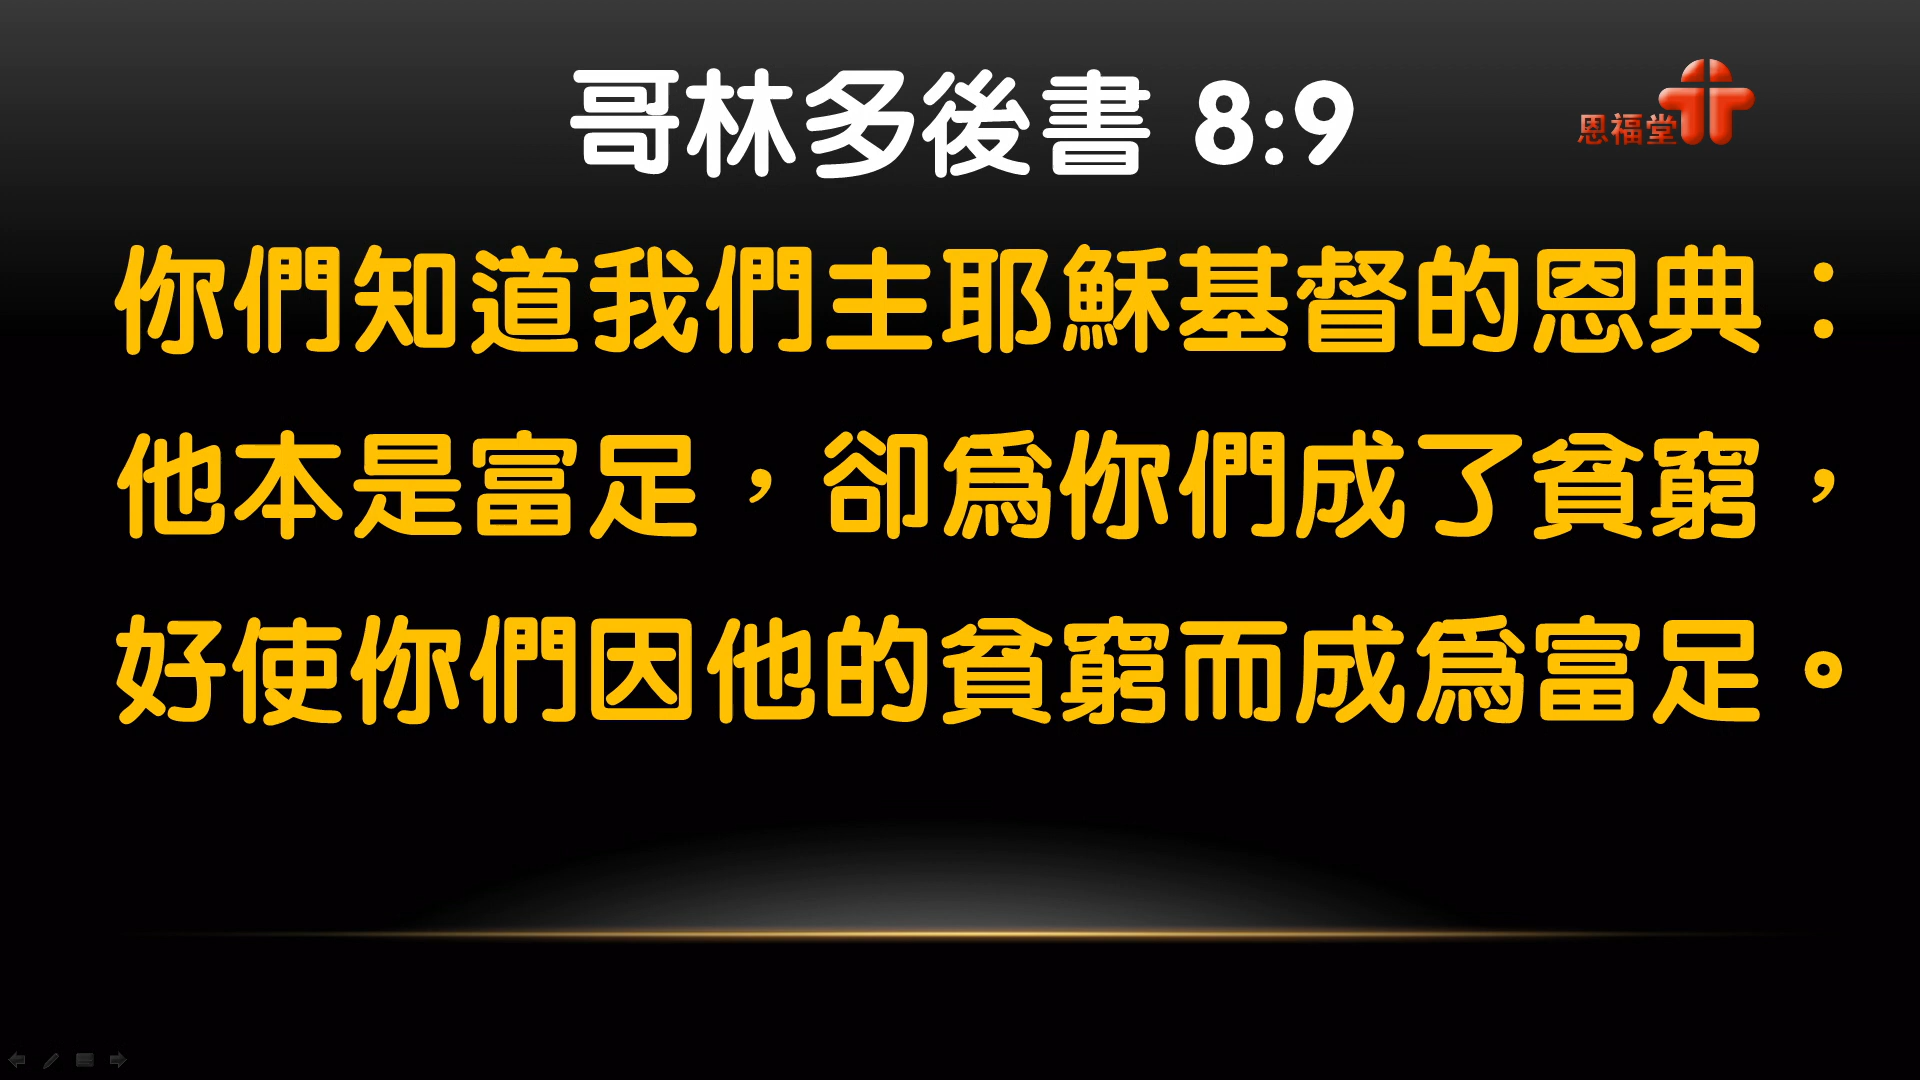 哥林多後書 8:9
恩福堂
你們知道我們主耶穌基督的恩典：
他本是富足，卻為你們成了貧窮，
好使你們因他的貧窮而成為富足。